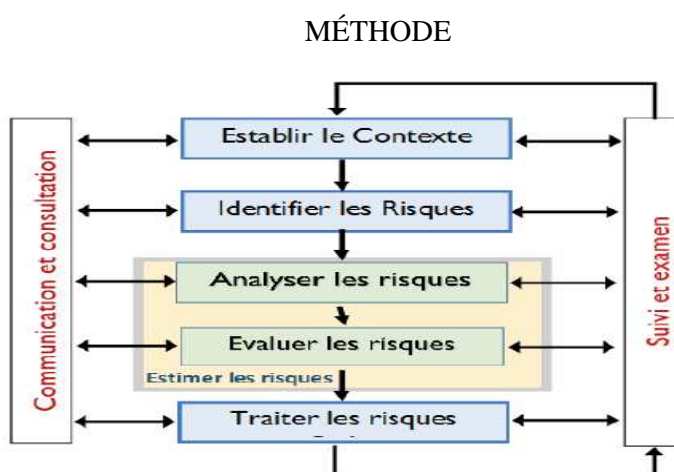 MÉTHODE
Communication et consultation
Établir le Contexte
Identifier les Risques
Analyser les risques
Evaluer les risques
Estimer les risques
Traiter les risques
Suivi et examen